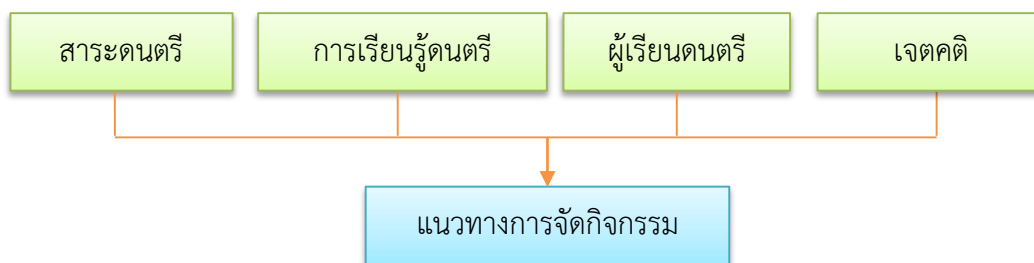 สาระดนตรี
การเรียนรู้ดนตรี
ผู้เรียนดนตรี
เจตคติ
แนวทางการจัดกิจกรรม